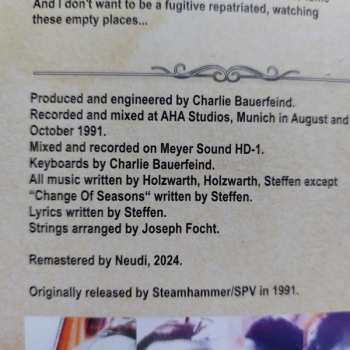 And I don't want to be a fugitive repatriated, watching
these empty places...
Produced and engineered by Charlie Bauerfeind.
Recorded and mixed at AHA Studios, Munich in August and
October 1991.
Mixed and recorded on Meyer Sound HD-1.
Keyboards by Charlie Bauerfeind.
All music written by Holzwarth, Holzwarth, Steffen except
“Change Of Seasons“ written by Steffen.
Lyrics written by Steffen.
Strings arranged by Joseph Focht.
Remastered by Neudi, 2024.
Originally released by Steamhammer/SPV in 1991.